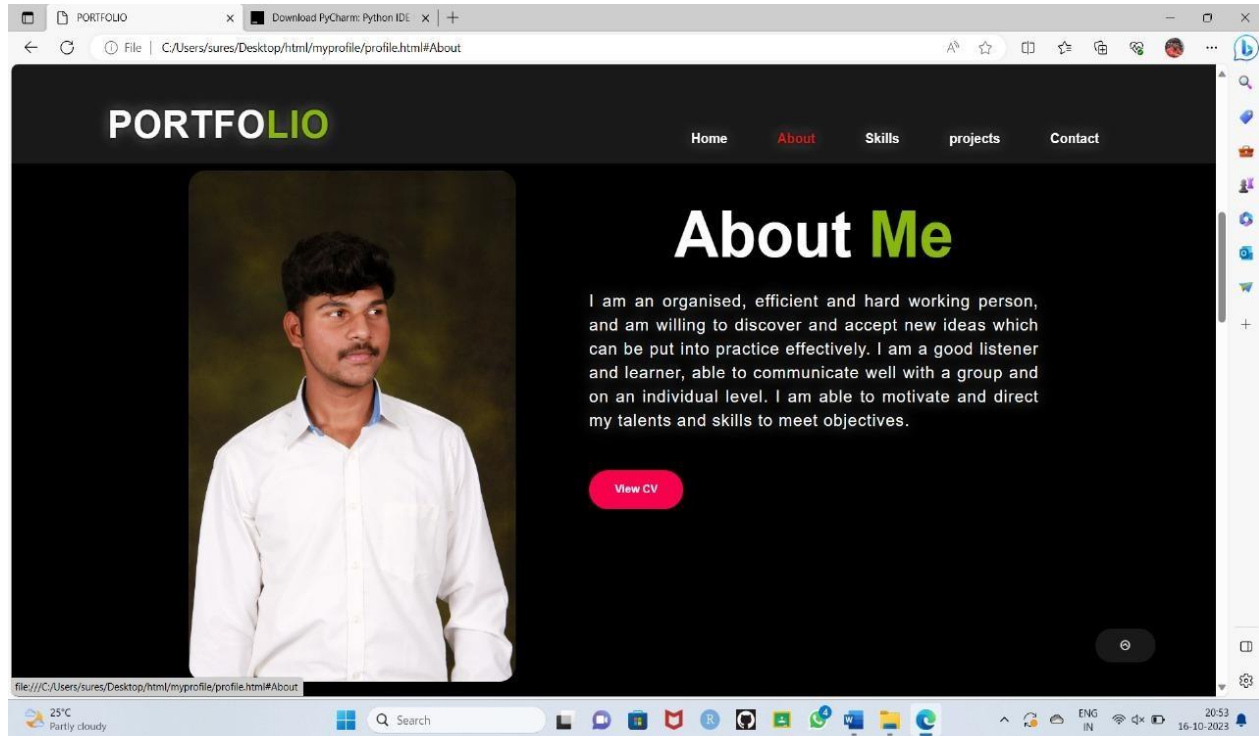 PORTFOLIO
Download PyCharm: Python IDE
File
C:/Users/sures/Desktop/html/myprofile/profile.html#About
PORTFOLIO
Home About Skills projects Contact
About Me
I am an organised, efficient and hard working person,
and am willing to discover and accept new ideas which
can be put into practice effectively. I am a good listener
and learner, able to communicate well with a group and
on an individual level. I am able to motivate and direct
my talents and skills to meet objectives.
View CV
file:///C:/Users/sures/Desktop/html/myprofile/profile.html#About
25°C
Partly cloudy
Search
4
ENG
IN
20:53
16-10-2023